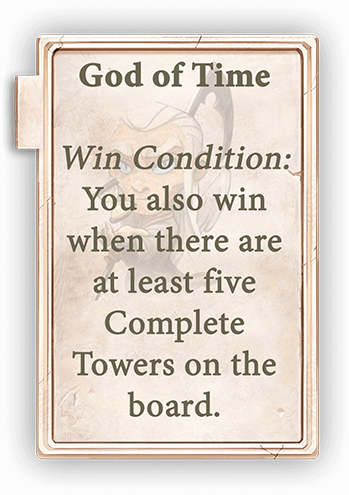 God of Time
Win Condition:
You also win
when there are
at least five
Complete
Towers on the
board.